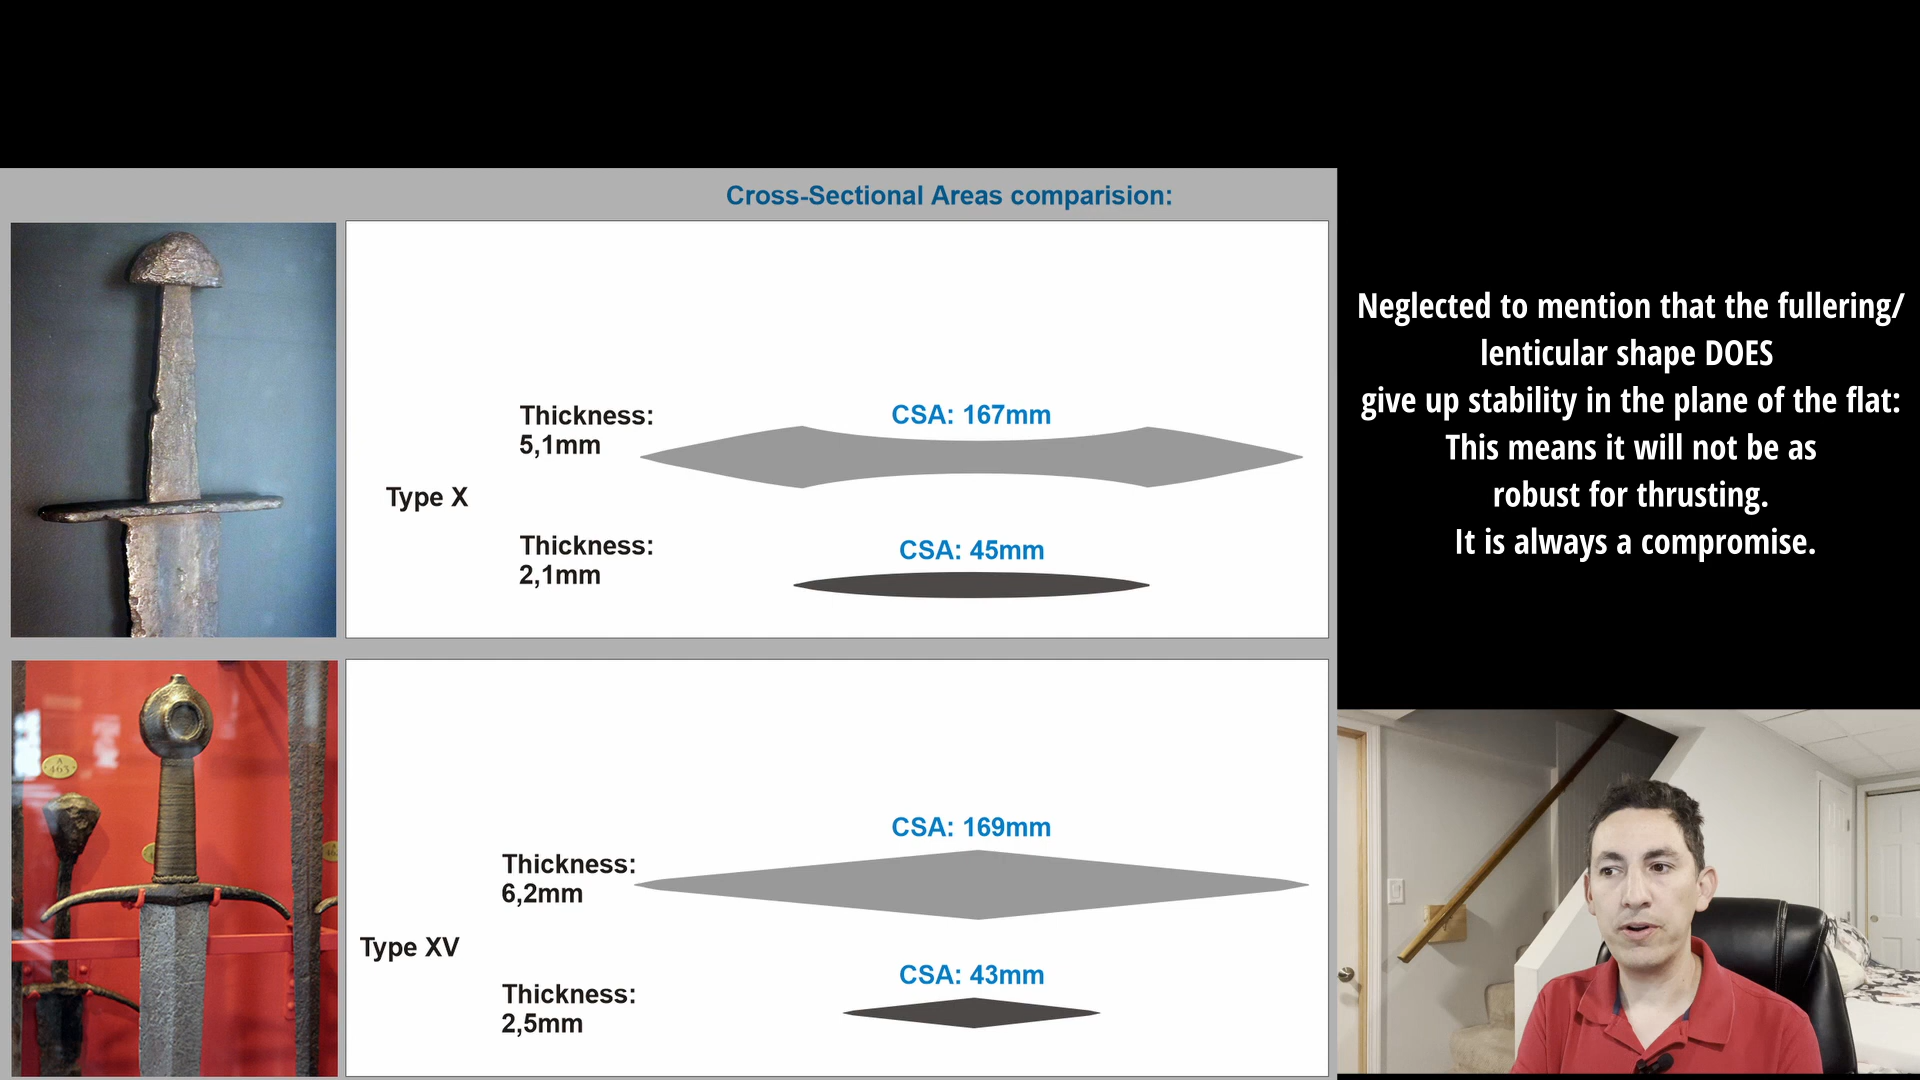 Cross-Sectional Areas comparision:
Thickness:
5,1mm
CSA: 167mm
Type X
Thickness:
2,1mm
CSA: 45mm
Neglected to mention that the fullering/
lenticular shape DOES
give up stability in the plane of the flat:
This means it will not be as
robust for thrusting.
It is always a compromise.
A
463
CSA: 169mm
Thickness:
6,2mm
Type XV
CSA: 43mm
Thickness:
2,5mm